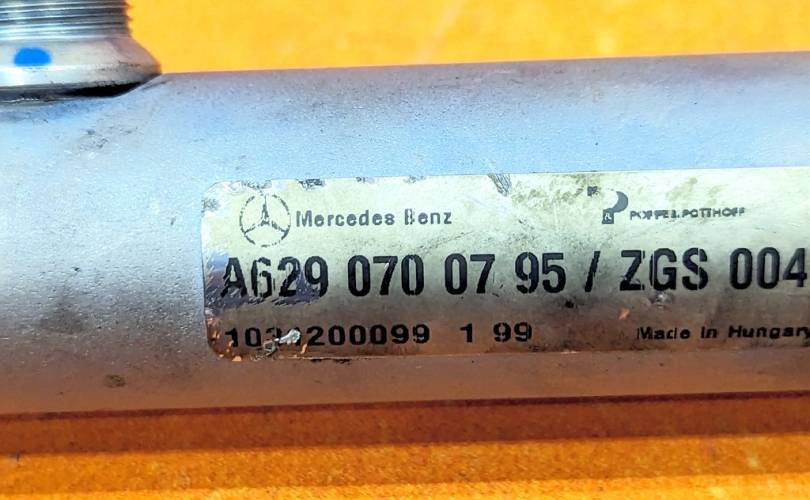 Mercedes Benz
POPPE & POTTHOFF
A629 070 07 95 / ZGS 004
1 99
Made In Hungary